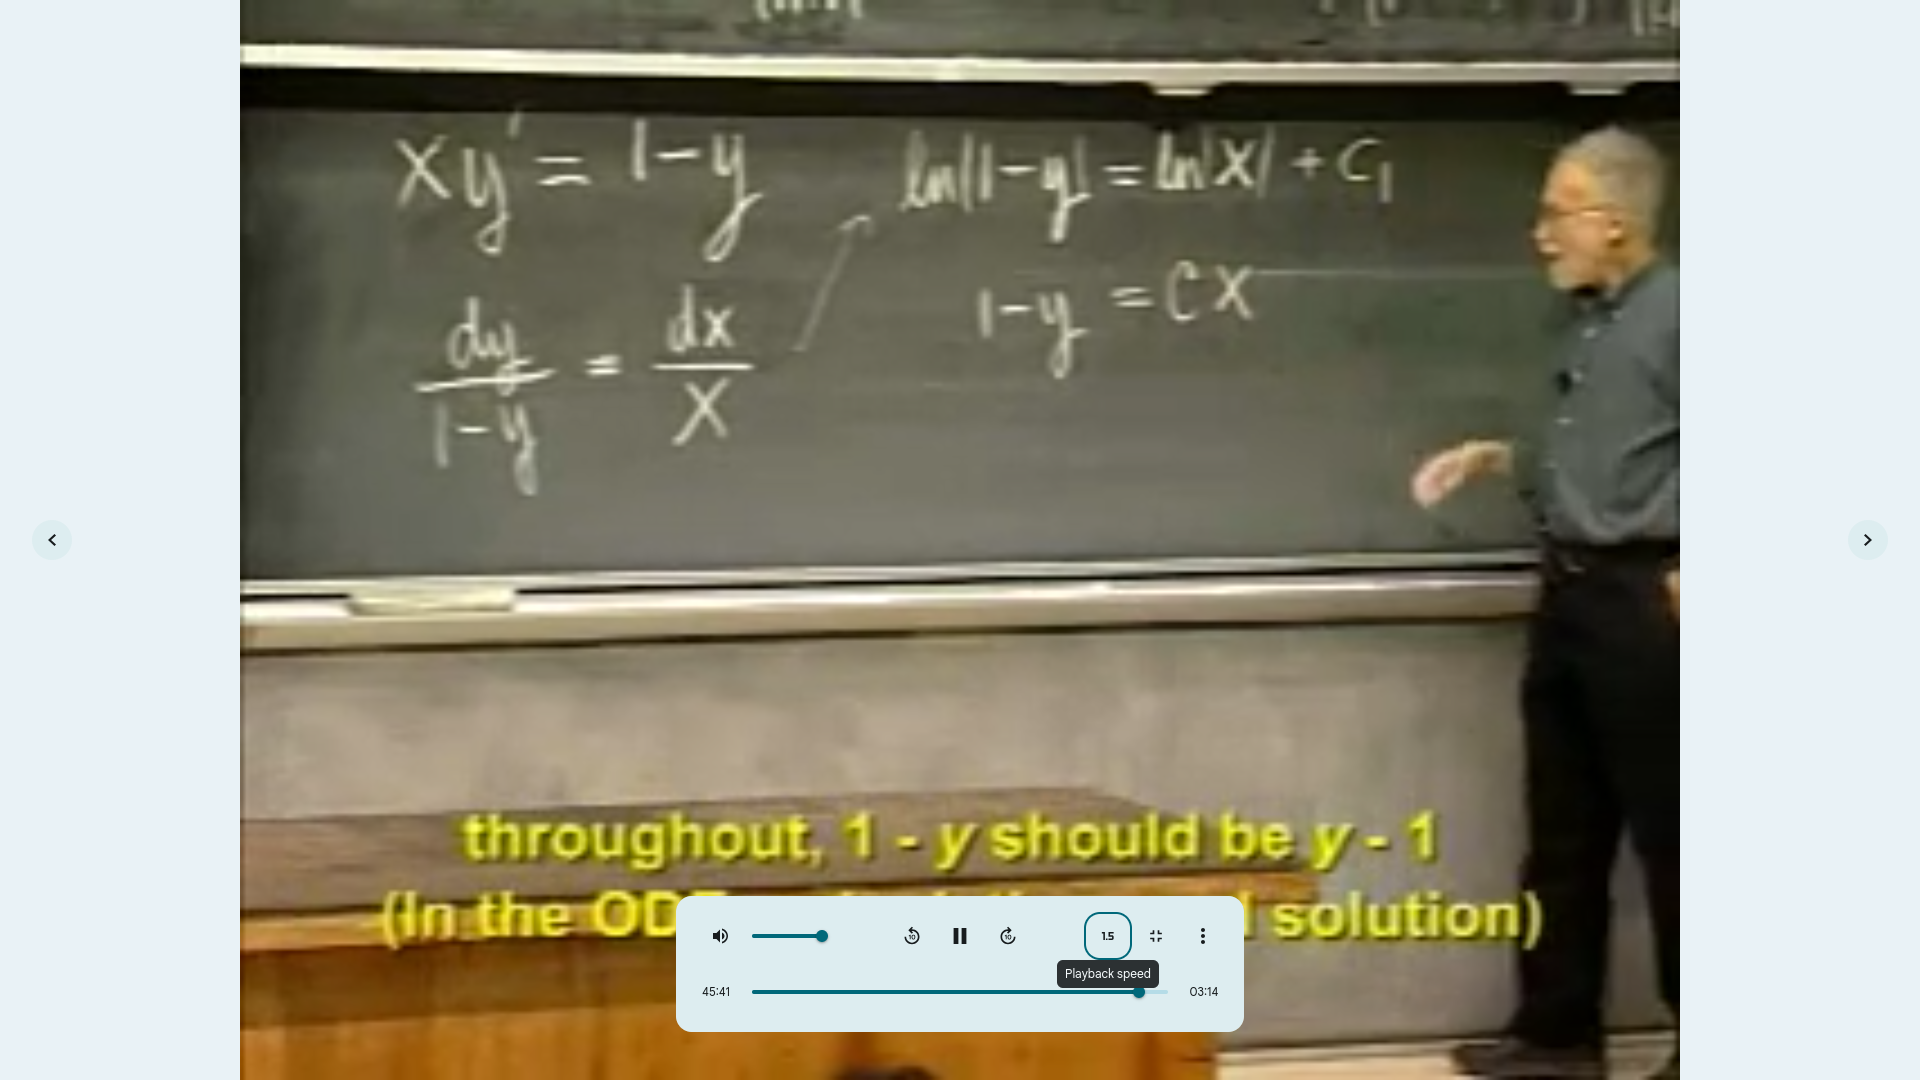 xy' = 1-y
dy/1-y = dx/x
ln|1-y| = ln|x| + C₁
1-y = CX
throughout, 1 - y should be y - 1
(In the solution)
1.5
Playback speed
45:41
03:14